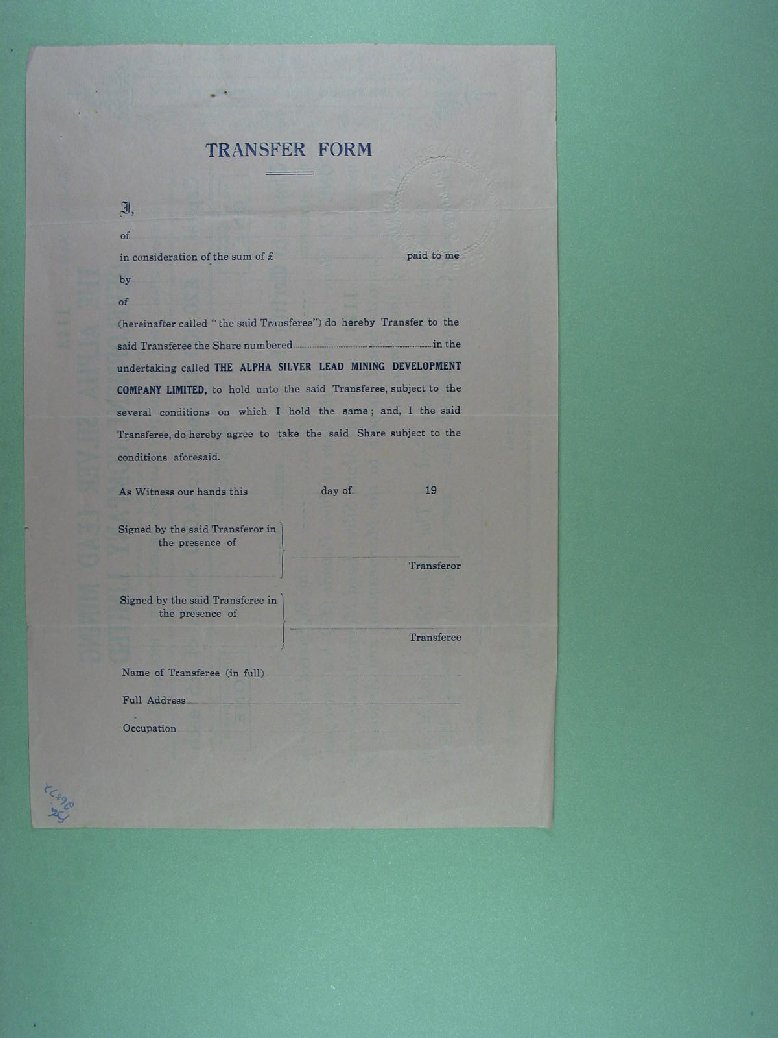 TRANSFER FORM
I,
of
in consideration of the sum of £ paid to me
by
of
(hereinafter called "the said Transferee") do hereby Transfer to the
said Transferee the Share numbered in the
undertaking called THE ALPHA SILVER LEAD MINING DEVELOPMENT
COMPANY LIMITED, to hold unto the said Transferee, subject to the
several conditions on which I hold the same; and, I the said
Transferee, do hereby agree to take the said Share subject to the
conditions aforesaid.
As Witness our hands this day of 19
Signed by the said Transferor in
the presence of
Transferor
Signed by the said Transferee in
the presence of
Transferee
Name of Transferee (in full)
Full Address
Occupation